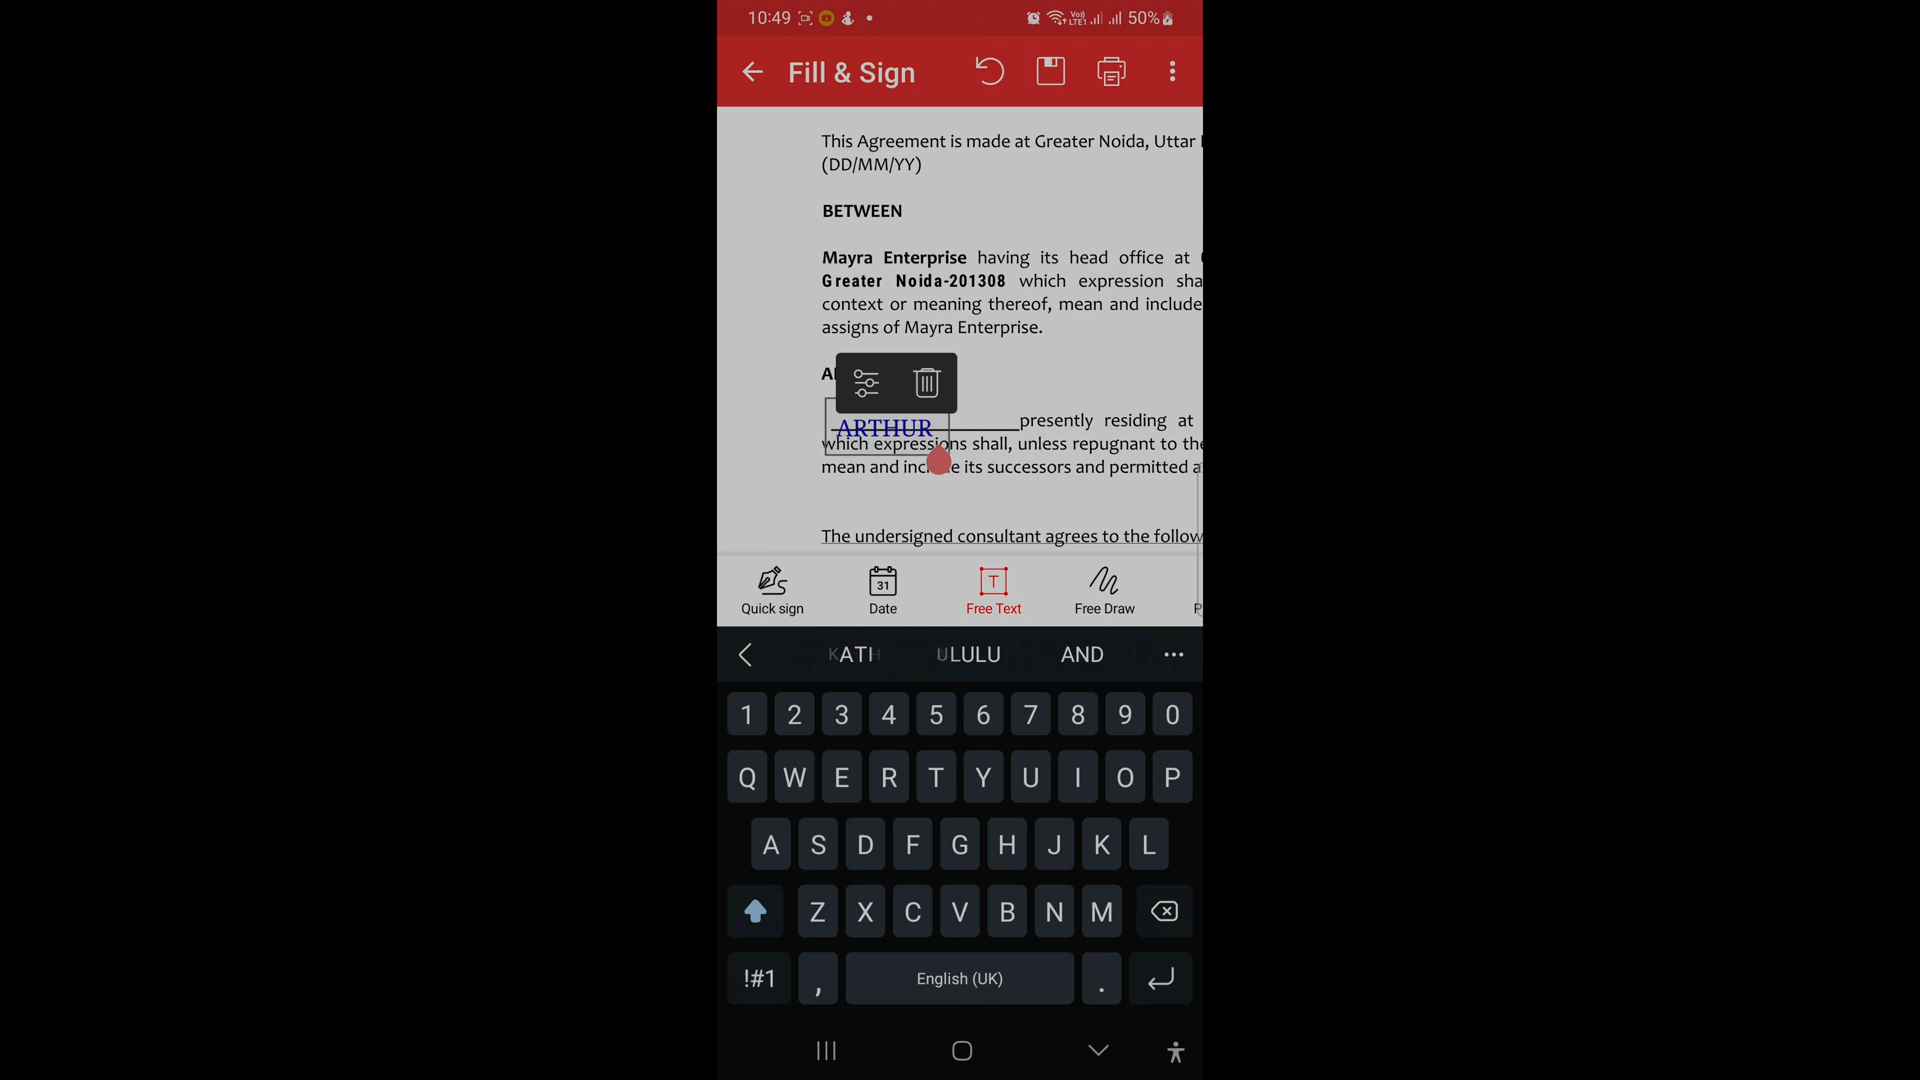 10:49
Vo)) LTE1
50%
Fill & Sign
This Agreement is made at Greater Noida, Uttar
(DD/MM/YY)
BETWEEN
Mayra Enterprise having its head office at
Greater Noida-201308 which expression sha
context or meaning thereof, mean and include
assigns of Mayra Enterprise.
A
ARTHUR presently residing at
which expressions shall, unless repugnant to the
mean and inc e its successors and permitted a
The undersigned consultant agrees to the follow
31
T
Quick sign
Date
Free Text
Free Draw
P
KATH
ULULU
AND
1 2 3 4 5 6 7 8 9 0
Q W E R T Y U I O P
A S D F G H J K L
Z X C V B N M
!#1 , English (UK) .